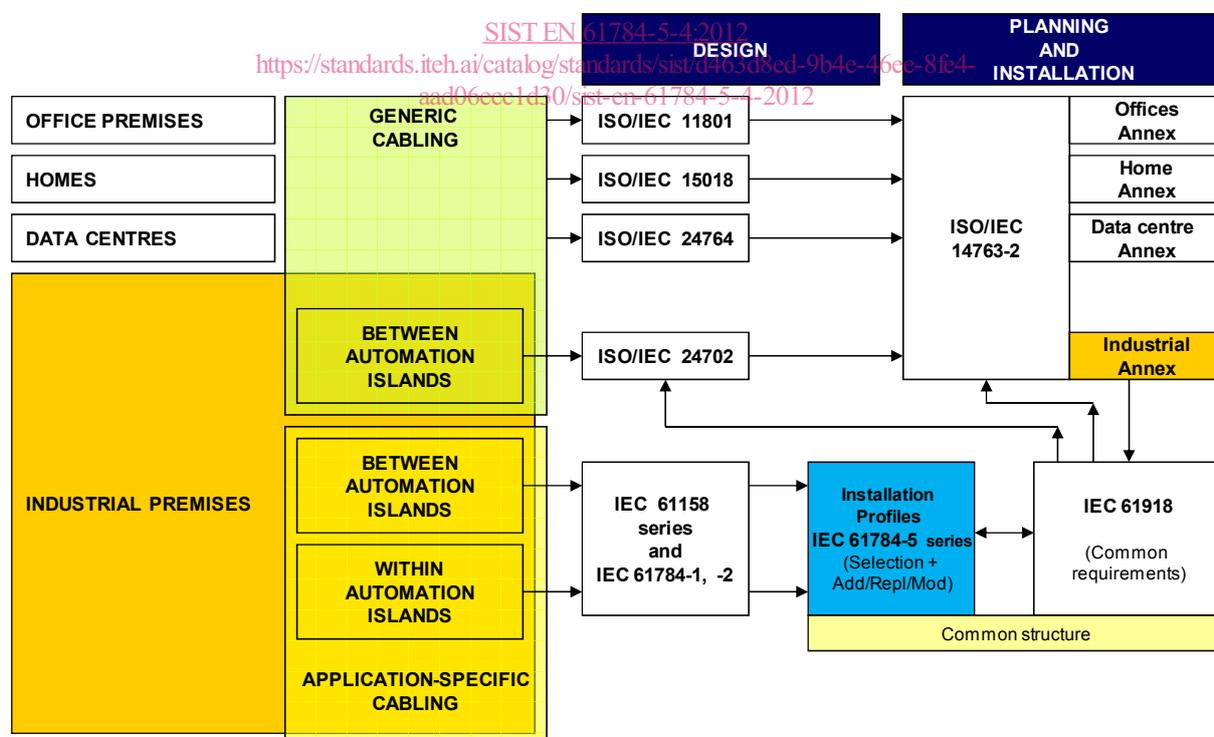 SIST EN 61784-5-4:2012
https://standards.iteh.ai/catalog/standards/sist/d463d8ed-9b4e-46ee-8fe4-
aad06ccc1d30/sist-en-61784-5-4-2012
DESIGN
PLANNING
AND
INSTALLATION
OFFICE PREMISES
GENERIC
CABLING
ISO/IEC 11801
Offices
Annex
HOMES
ISO/IEC 15018
Home
Annex
DATA CENTRES
ISO/IEC 24764
ISO/IEC
14763-2
Data centre
Annex
BETWEEN
AUTOMATION
ISLANDS
ISO/IEC 24702
Industrial
Annex
INDUSTRIAL PREMISES
BETWEEN
AUTOMATION
ISLANDS
WITHIN
AUTOMATION
ISLANDS
APPLICATION-SPECIFIC
CABLING
IEC 61158
series
and
IEC 61784-1, -2
Installation
Profiles
IEC 61784-5 series
(Selection +
Add/Repl/Mod)
IEC 61918
(Common
requirements)
Common structure